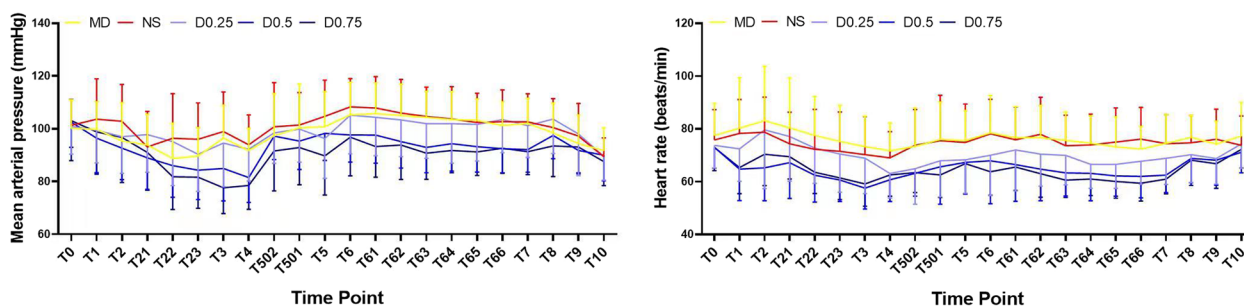 MD NS D0.25 D0.5 D0.75
Mean arterial pressure (mmHg)
140
120
100
80
60
T0 T1 T2 T21 T22 T23 T3 T4 T502 T501 T5 T6 T61 T62 T63 T64 T65 T66 T7 T8 T9 T10
Time Point
MD NS D0.25 D0.5 D0.75
Heart rate (beats/min)
120
100
80
60
40
T0 T1 T2 T21 T22 T23 T3 T4 T502 T501 T5 T6 T61 T62 T63 T64 T65 T66 T7 T8 T9 T10
Time Point